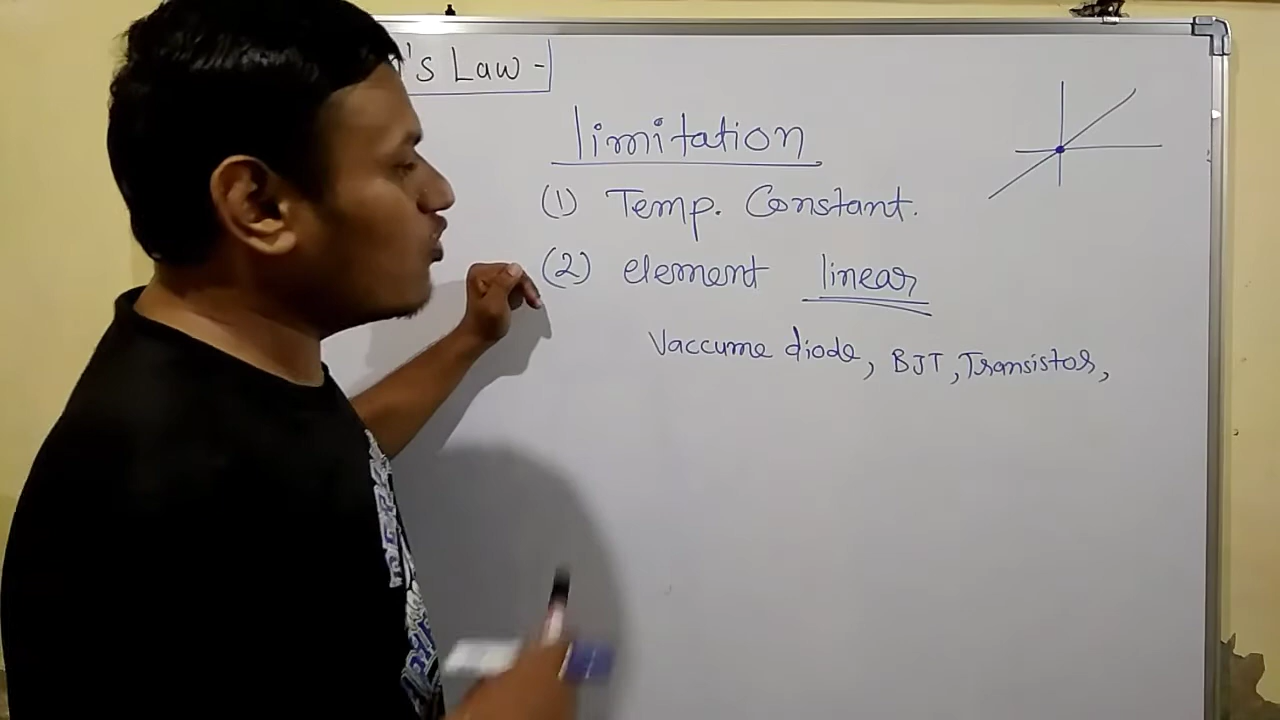 's Law -
limitation
(1) Temp. Constant.
(2) element linear
Vaccume diode, BJT, Transistor,